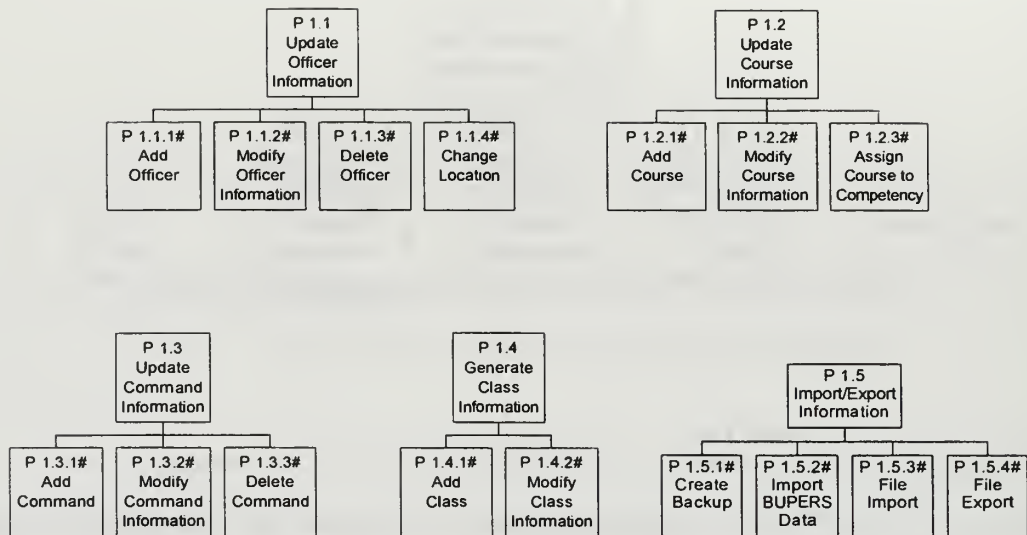 P 1.1
Update
Officer
Information
P 1.2
Update
Course
Information
P 1.1.1#
Add
Officer
P 1.1.2#
Modify
Officer
Information
P 1.1.3#
Delete
Officer
P 1.1.4#
Change
Location
P 1.2.1#
Add
Course
P 1.2.2#
Modify
Course
Information
P 1.2.3#
Assign
Course to
Competency
P 1.3
Update
Command
Information
P 1.4
Generate
Class
Information
P 1.5
Import/Export
Information
P 1.3.1#
Add
Command
P 1.3.2#
Modify
Command
Information
P 1.3.3#
Delete
Command
P 1.4.1#
Add
Class
P 1.4.2#
Modify
Class
Information
P 1.5.1#
Create
Backup
P 1.5.2#
Import
BUPERS
Data
P 1.5.3#
File
Import
P 1.5.4#
File
Export